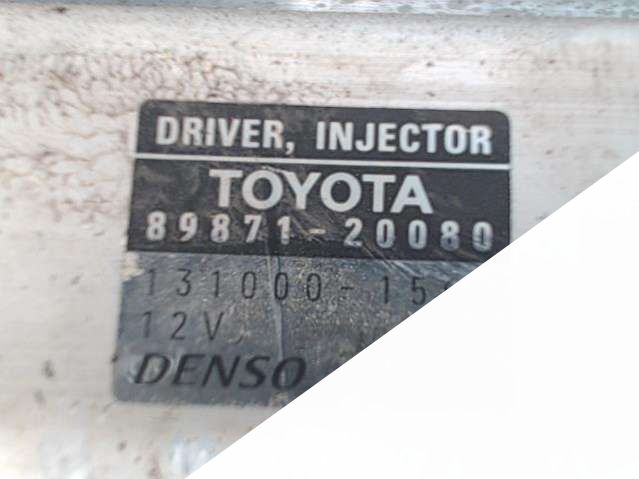 DRIVER, INJECTOR
TOYOTA
89871-20080
12V
DENSO